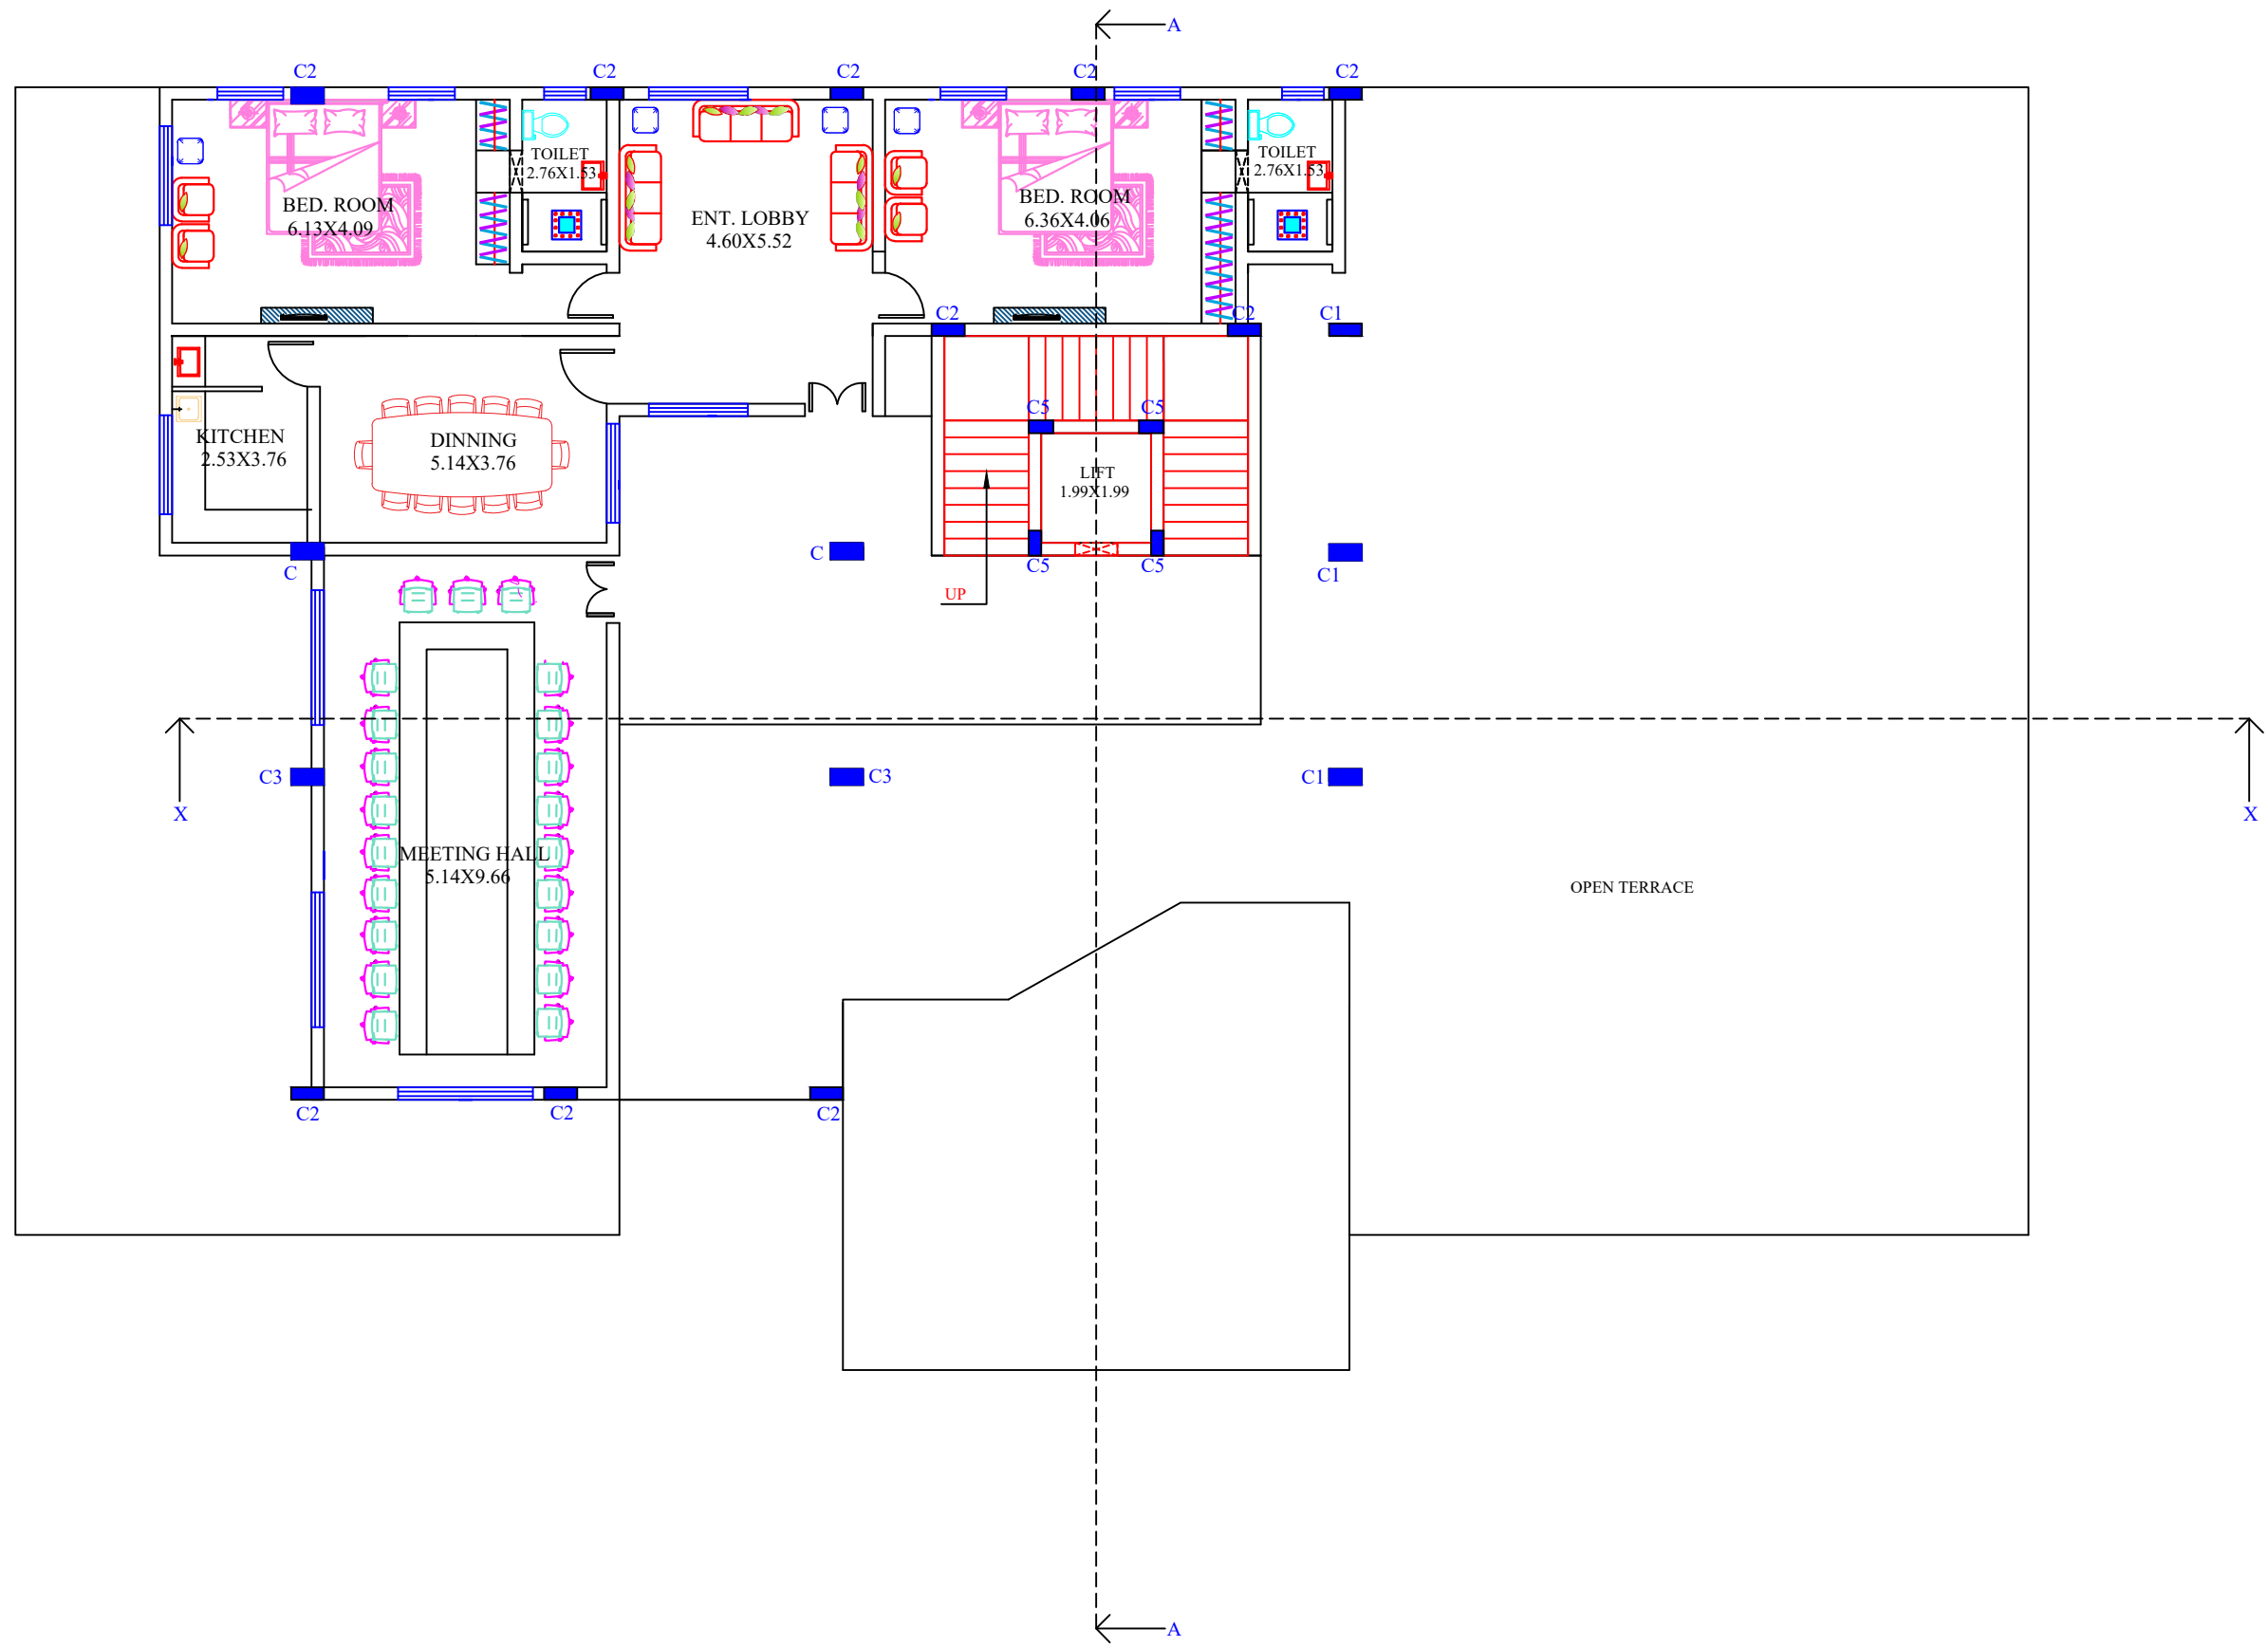 A
C2
C2
C2
C2
C2
TOILET
2.76X1.53
TOILET
2.76X1.53
BED. ROOM
6.13X4.09
ENT. LOBBY
4.60X5.52
BED. ROOM
6.36X4.06
C2
C2
C1
C5
C5
KITCHEN
2.53X3.76
DINNING
5.14X3.76
LIFT
1.99X1.99
C
C
C5
C5
C1
UP
C3
C3
C1
X
X
MEETING HALL
5.14X9.66
OPEN TERRACE
C2
C2
C2
A